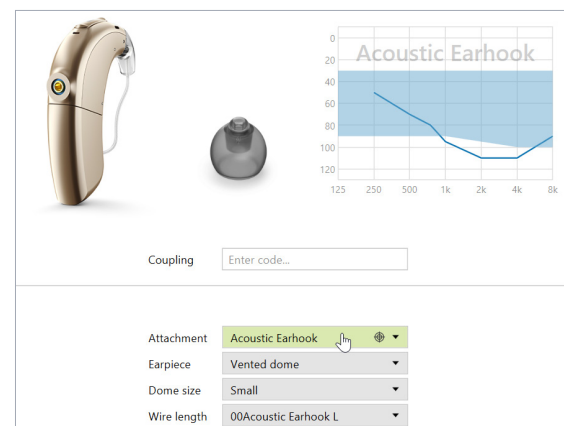 Acoustic Earhook
0
20
40
60
80
100
120
125 250 500 1k 2k 4k 8k
Coupling Enter code...
Attachment Acoustic Earhook
Earpiece Vented dome
Dome size Small
Wire length 00Acoustic Earhook L